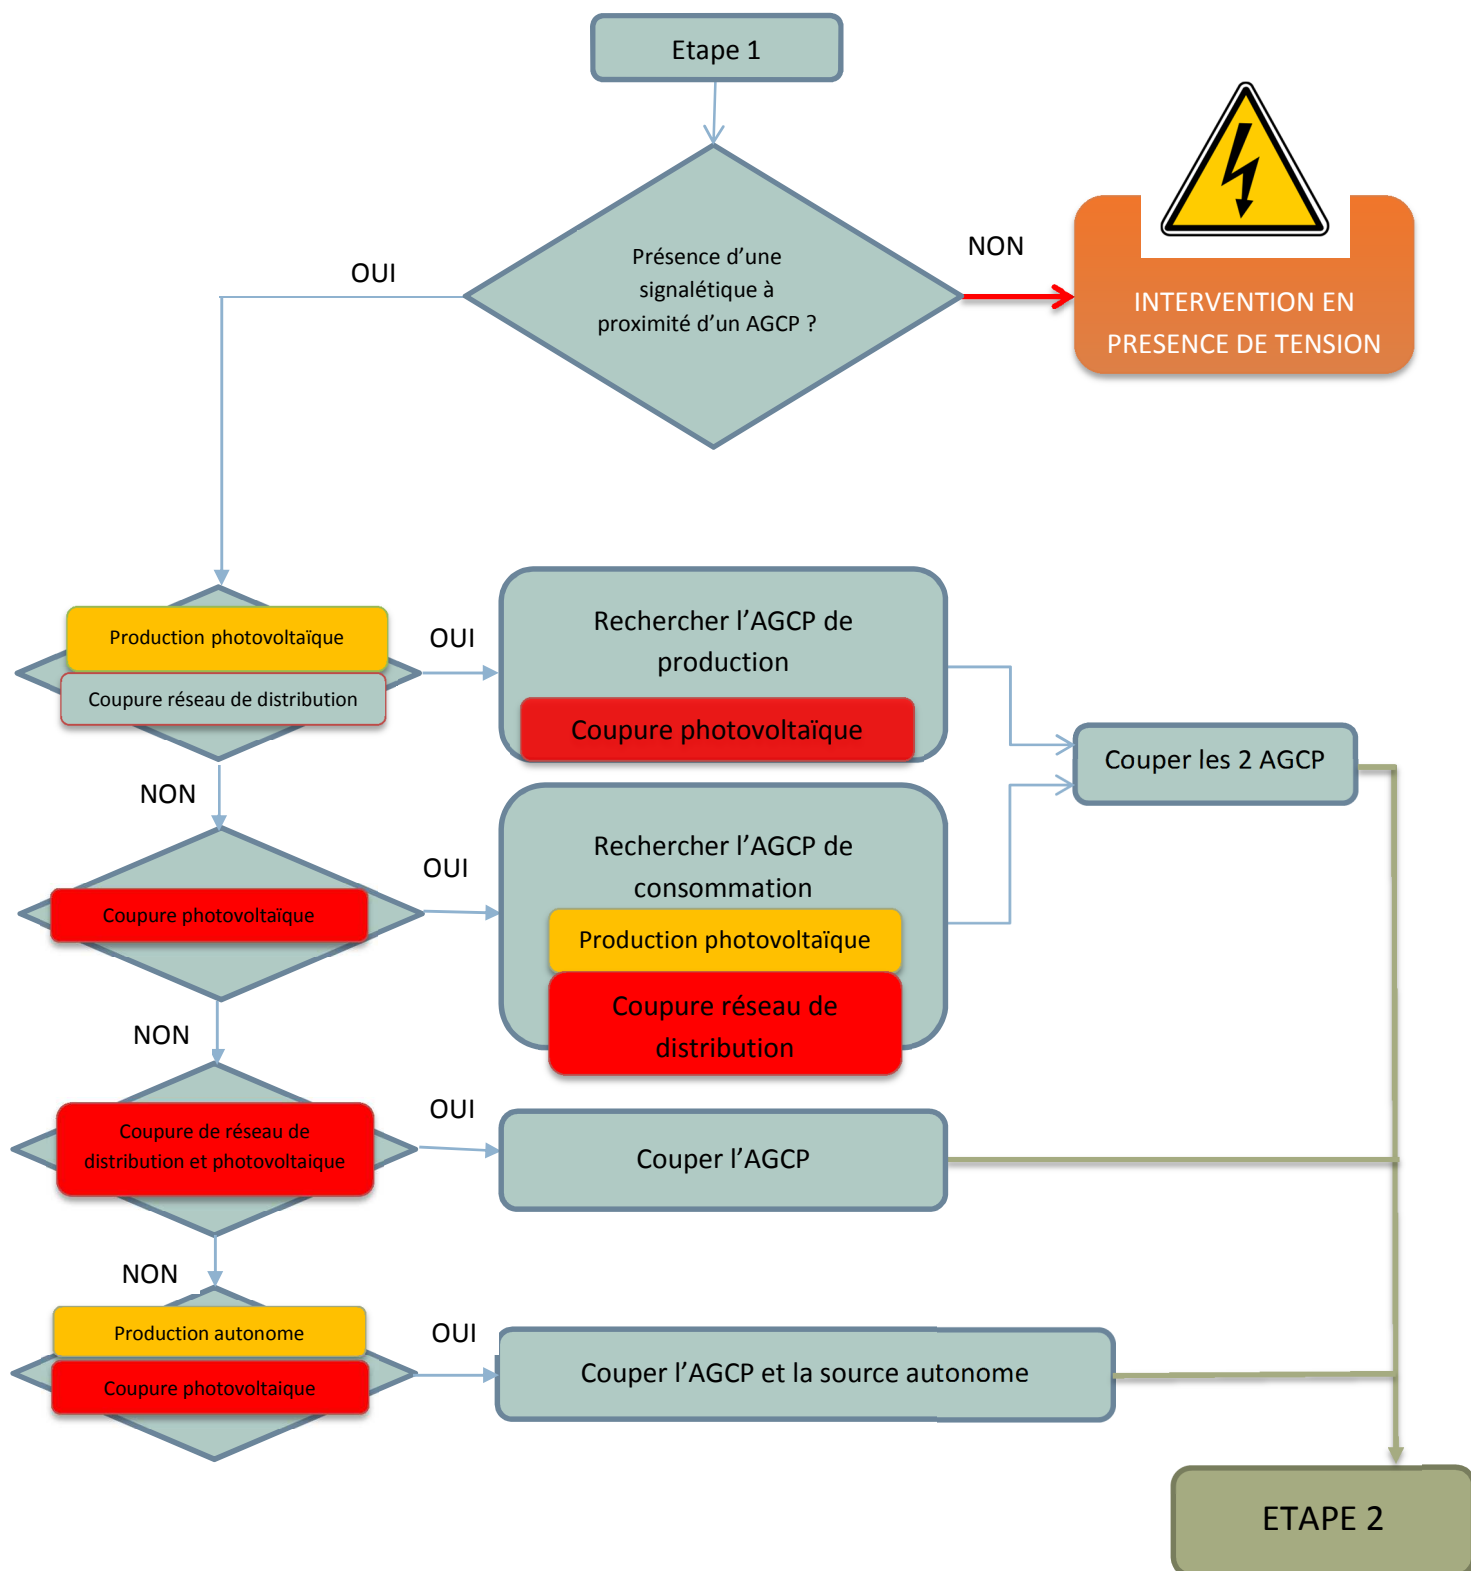 Etape 1
Présence d’une
signalétique à
proximité d’un AGCP ?
OUI
NON
INTERVENTION EN
PRESENCE DE TENSION
Production photovoltaïque
Coupure réseau de distribution
OUI
Rechercher l’AGCP de
production
Coupure photovoltaïque
Couper les 2 AGCP
NON
Coupure photovoltaïque
OUI
Rechercher l’AGCP de
consommation
Production photovoltaïque
Coupure réseau de
distribution
NON
Coupure de réseau de
distribution et photovoltaique
OUI
Couper l’AGCP
NON
Production autonome
Coupure photovoltaique
OUI
Couper l’AGCP et la source autonome
ETAPE 2